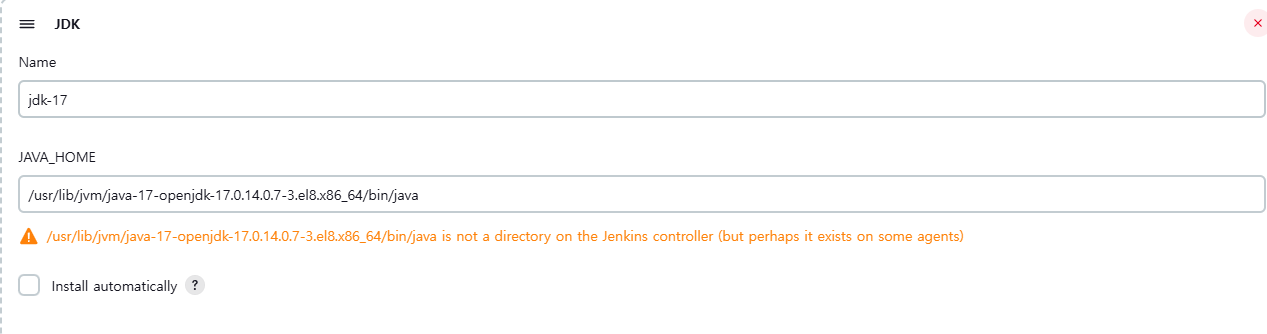 JDK
Name
jdk-17
JAVA_HOME
/usr/lib/jvm/java-17-openjdk-17.0.14.0.7-3.el8.x86_64/bin/java
/usr/lib/jvm/java-17-openjdk-17.0.14.0.7-3.el8.x86_64/bin/java is not a directory on the Jenkins controller (but perhaps it exists on some agents)
Install automatically ?